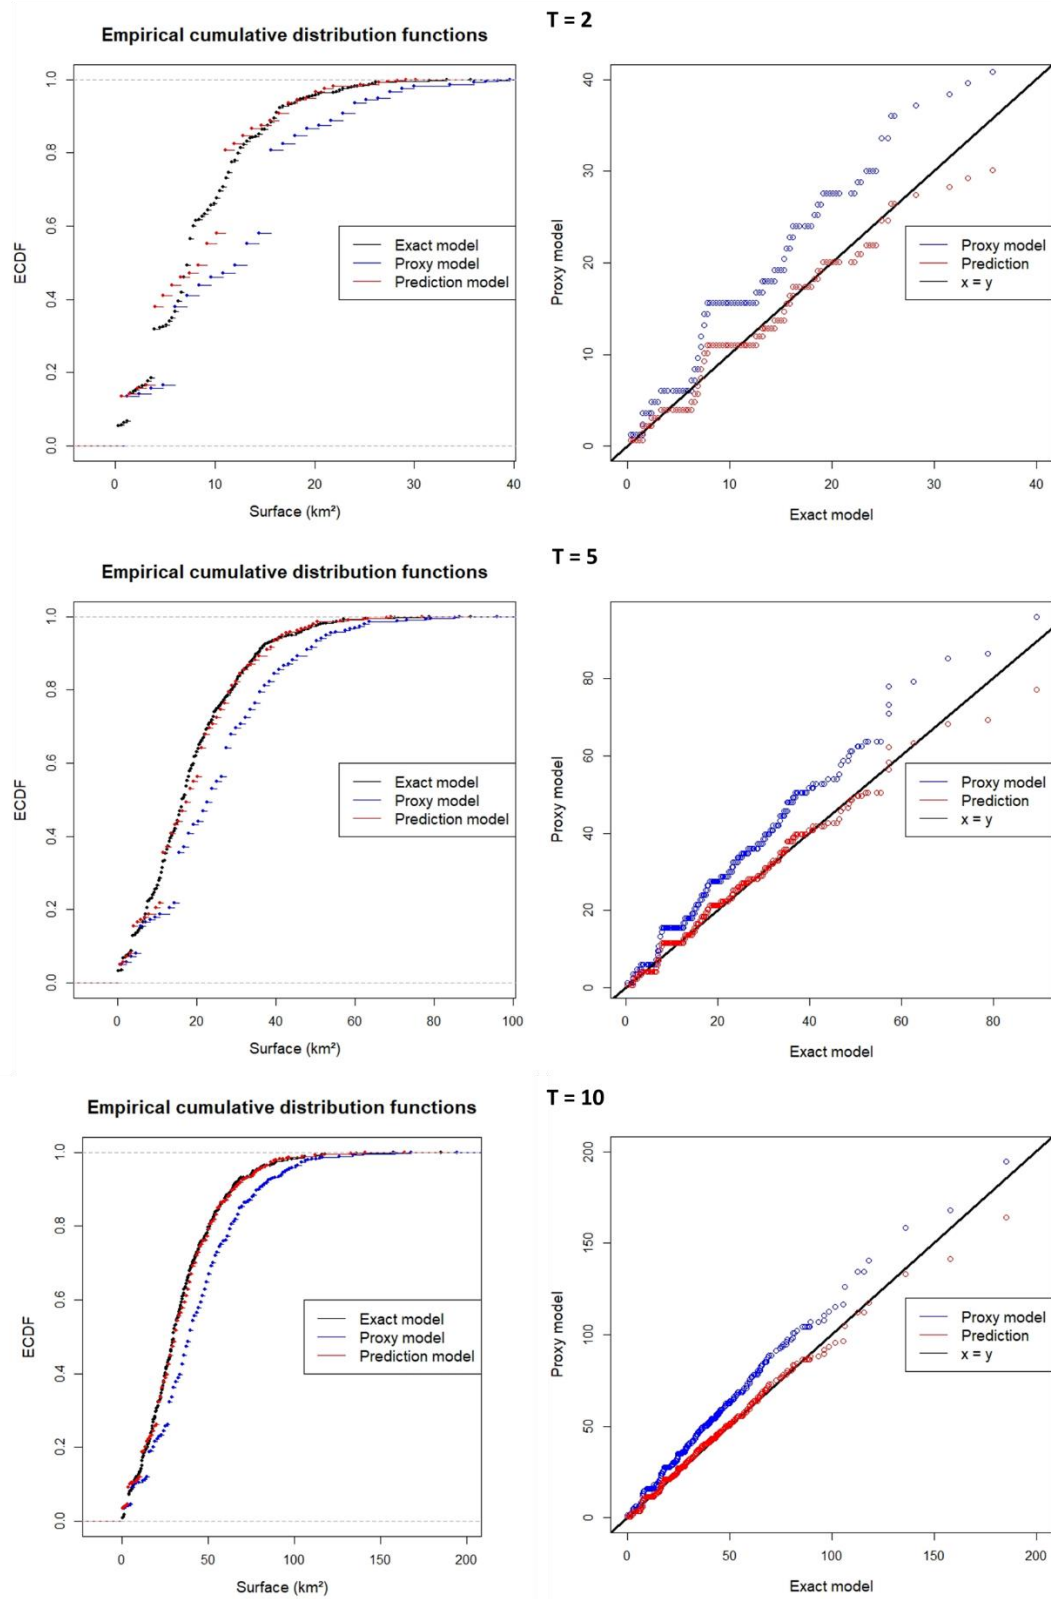 T = 2
Empirical cumulative distribution functions
ECDF
1.0
0.8
0.6
0.4
0.2
0.0
Exact model
Proxy model
Prediction model
0 10 20 30 40
Surface (km²)
Proxy model
40
30
20
10
0
Proxy model
Prediction
x = y
0 10 20 30 40
Exact model
T = 5
Empirical cumulative distribution functions
ECDF
1.0
0.8
0.6
0.4
0.2
0.0
Exact model
Proxy model
Prediction model
0 20 40 60 80 100
Surface (km²)
Proxy model
80
60
40
20
0
Proxy model
Prediction
x = y
0 20 40 60 80
Exact model
T = 10
Empirical cumulative distribution functions
ECDF
1.0
0.8
0.6
0.4
0.2
0.0
Exact model
Proxy model
Prediction model
0 50 100 150 200
Surface (km²)
Proxy model
200
150
100
50
0
Proxy model
Prediction
x = y
0 50 100 150 200
Exact model